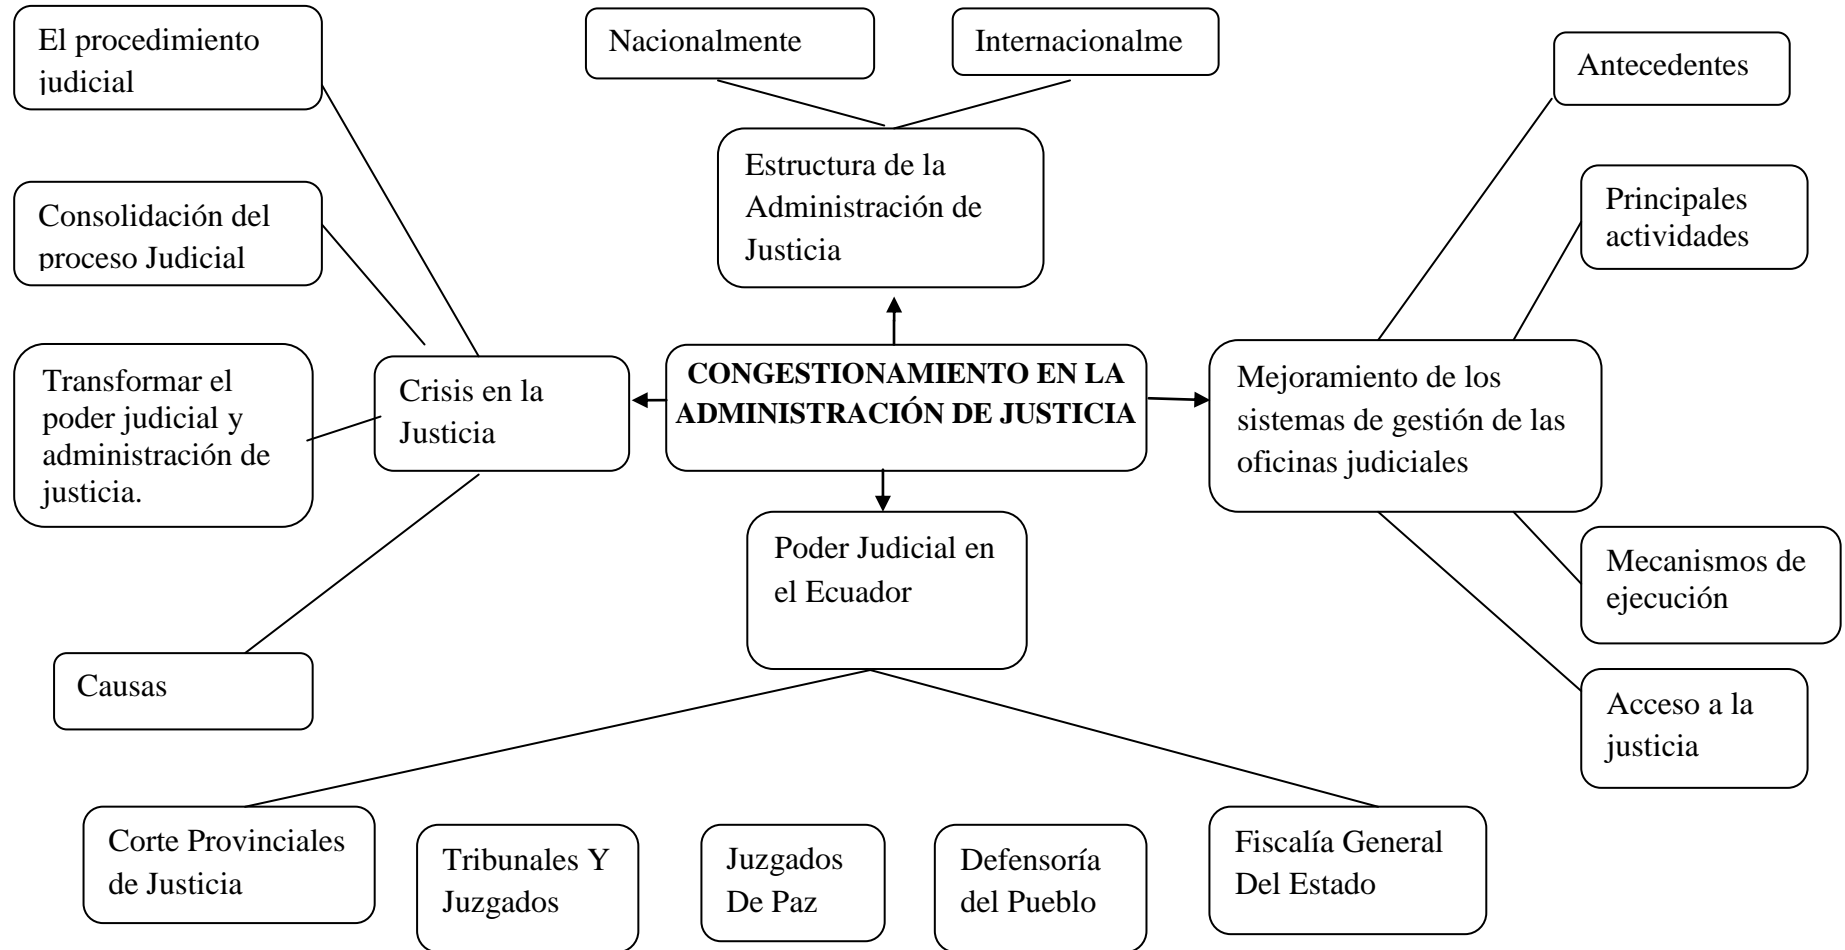 El procedimiento
judicial
Nacionalmente
Internacionalme
Antecedentes
Estructura de la
Administración de
Justicia
Consolidación del
proceso Judicial
Principales
actividades
Transformar el
poder judicial y
administración de
justicia.
Crisis en la
Justicia
CONGESTIONAMIENTO EN LA
ADMINISTRACIÓN DE JUSTICIA
Mejoramiento de los
sistemas de gestión de las
oficinas judiciales
Poder Judicial en
el Ecuador
Mecanismos de
ejecución
Causas
Acceso a la
justicia
Corte Provinciales
de Justicia
Tribunales Y
Juzgados
Juzgados
De Paz
Defensoría
del Pueblo
Fiscalía General
Del Estado